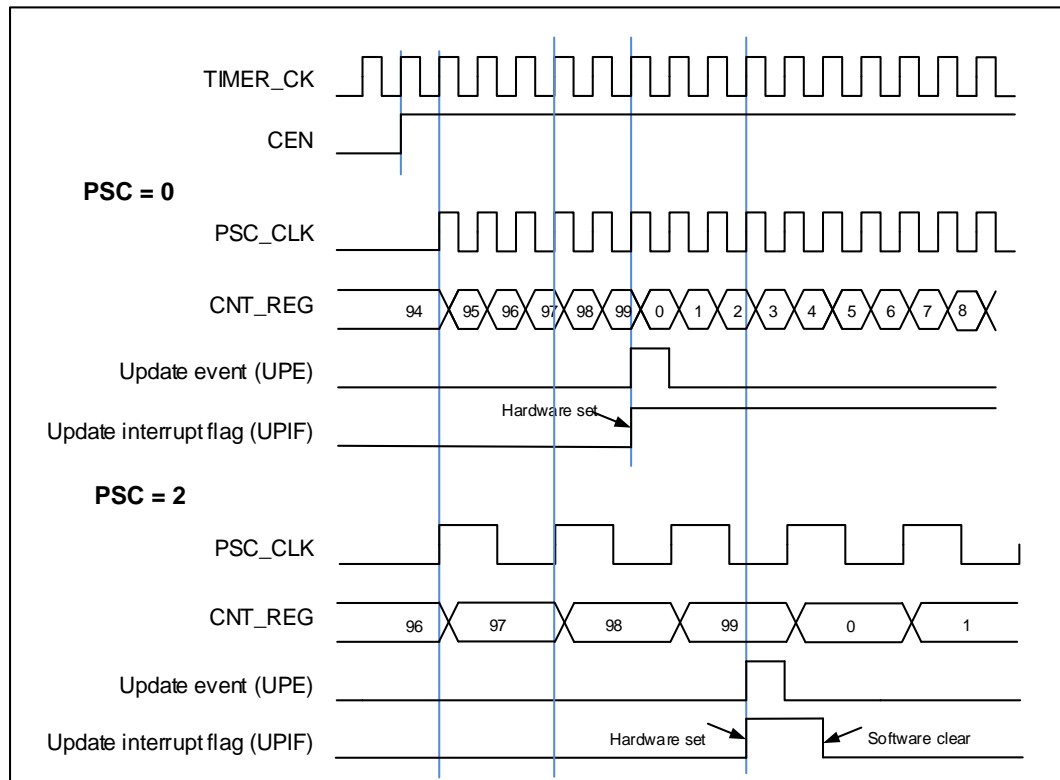 TIMER_CK
CEN
PSC = 0
PSC_CLK
CNT_REG 94 95 96 97 98 99 0 1 2 3 4 5 6 7 8
Update event (UPE)
Hardware set
Update interrupt flag (UPIF)
PSC = 2
PSC_CLK
CNT_REG 96 97 98 99 0 1
Update event (UPE)
Update interrupt flag (UPIF) Hardware set Software clear